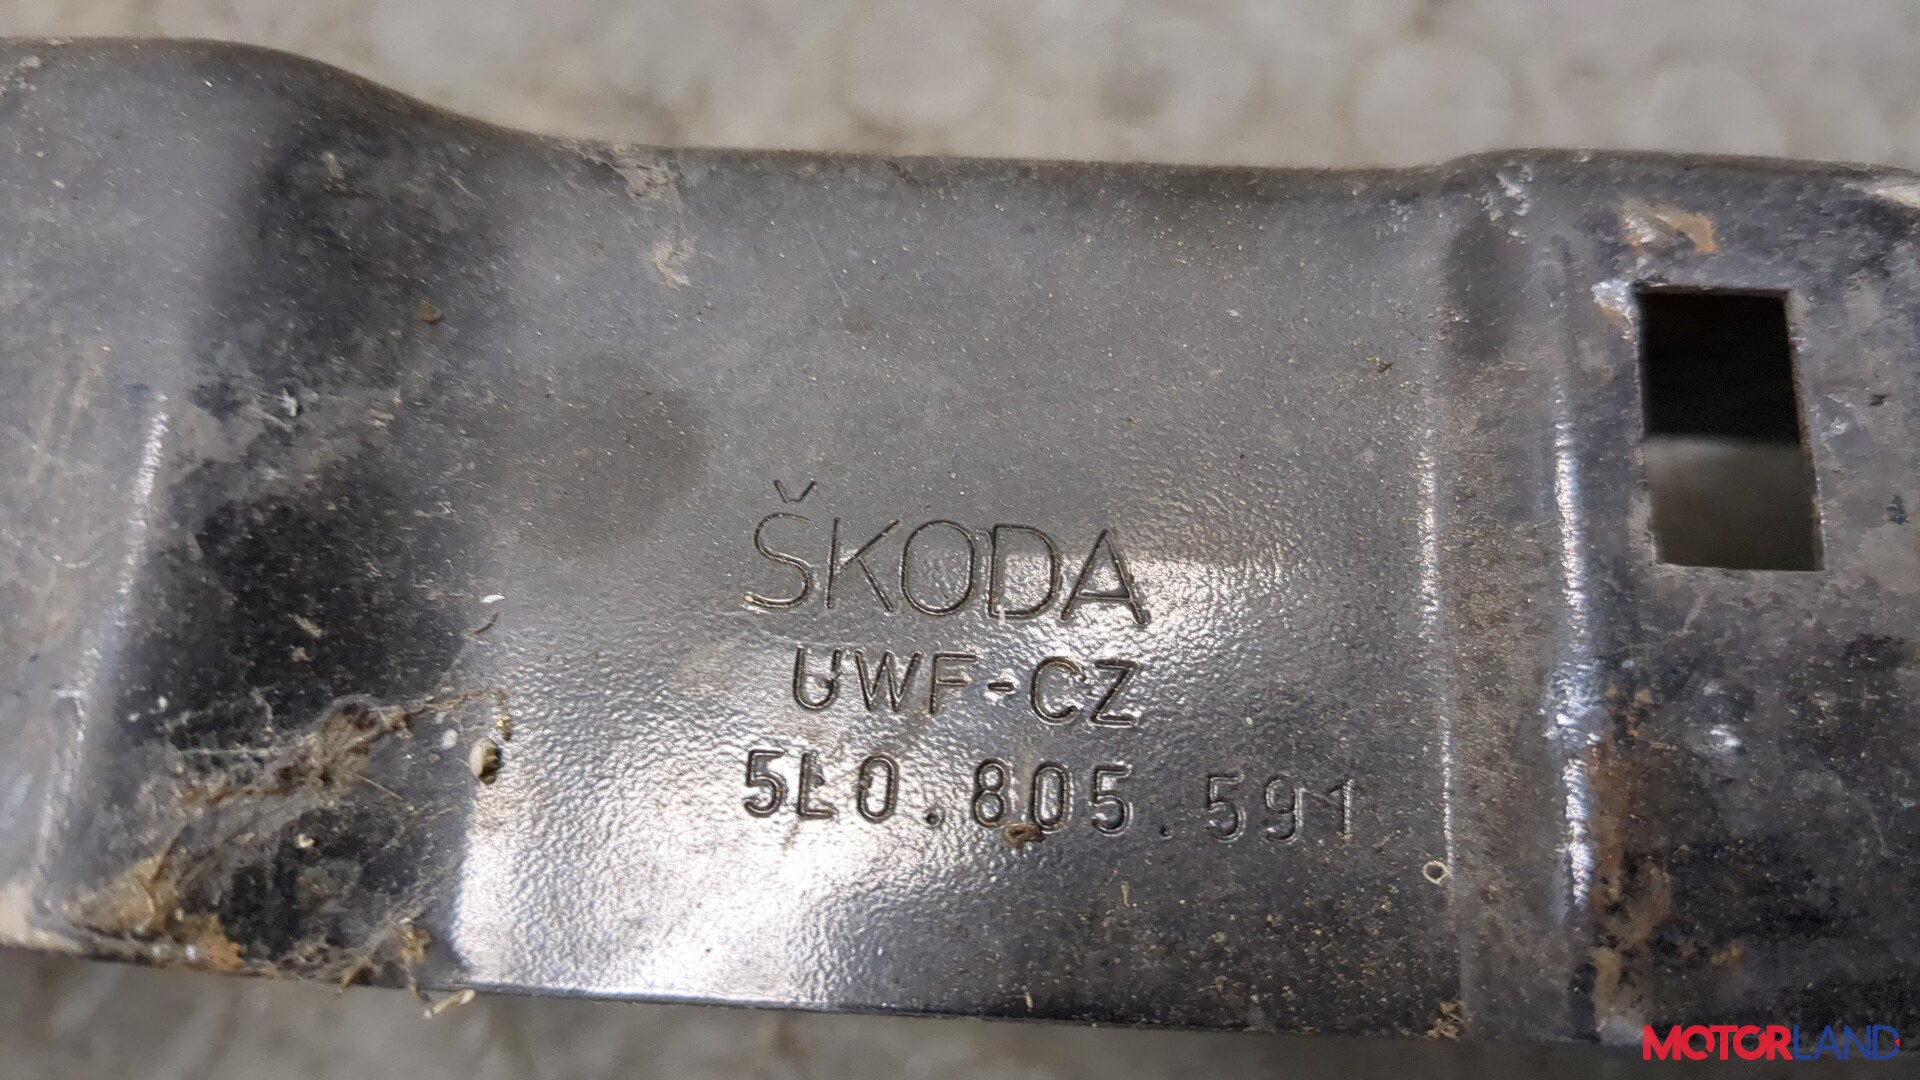 ŠKODA
UWF-CZ
5L0.805.591
MOTORLAND